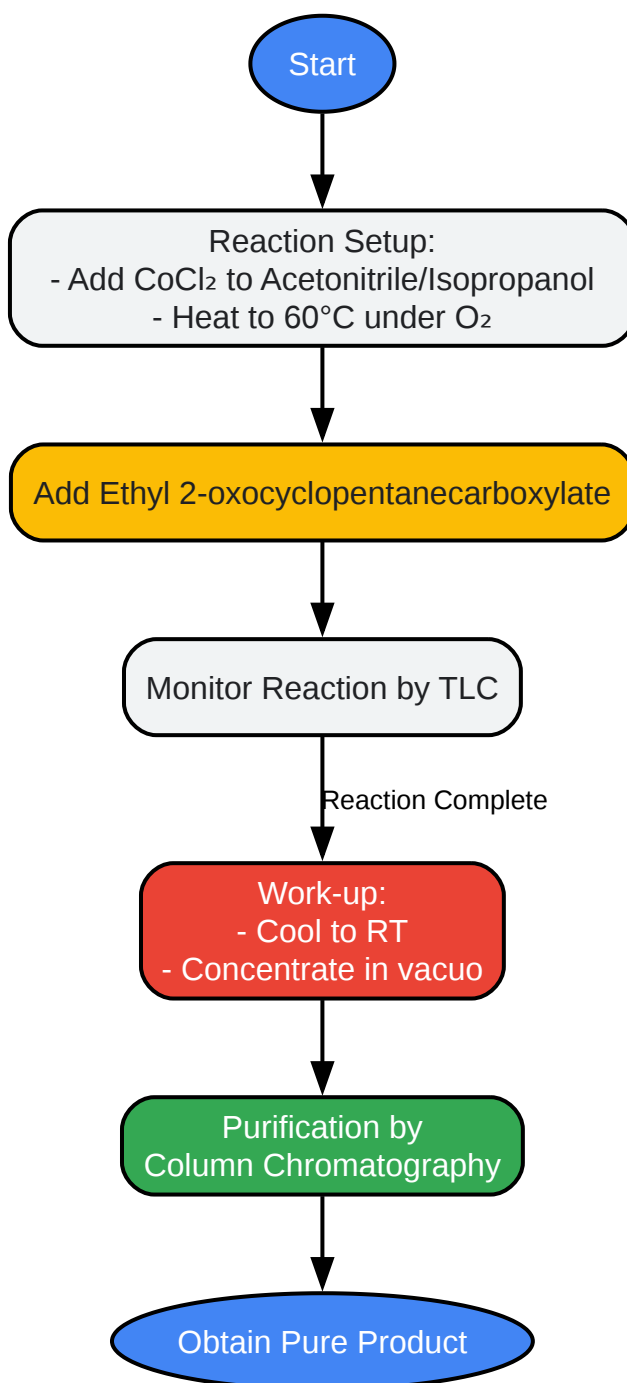 Start
Reaction Setup:
- Add CoCl₂ to Acetonitrile/Isopropanol
- Heat to 60°C under O₂
Add Ethyl 2-oxocyclopentanecarboxylate
Monitor Reaction by TLC
Reaction Complete
Work-up:
- Cool to RT
- Concentrate in vacuo
Purification by
Column Chromatography
Obtain Pure Product